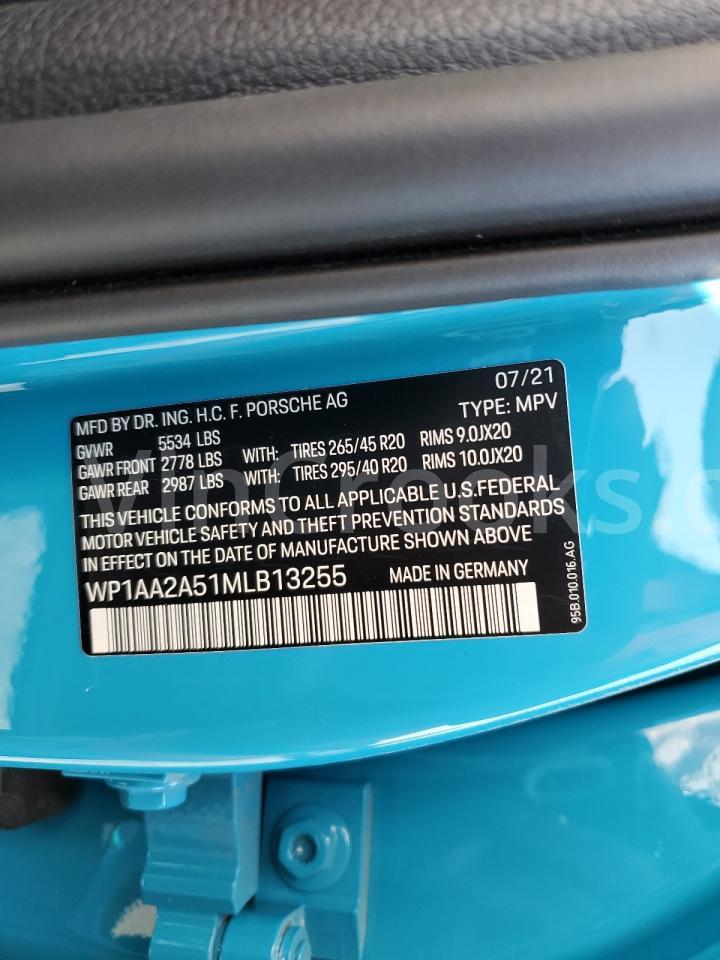 07/21
MFD BY DR. ING. H.C. F. PORSCHE AG TYPE: MPV
GVWR 5534 LBS
GAWR FRONT 2778 LBS WITH: TIRES 265/45 R20 RIMS 9.0JX20
GAWR REAR 2987 LBS WITH: TIRES 295/40 R20 RIMS 10.0JX20
THIS VEHICLE CONFORMS TO ALL APPLICABLE U.S.FEDERAL
MOTOR VEHICLE SAFETY AND THEFT PREVENTION STANDARDS
IN EFFECT ON THE DATE OF MANUFACTURE SHOWN ABOVE
WP1AA2A51MLB13255 MADE IN GERMANY
95B.010.016.AG